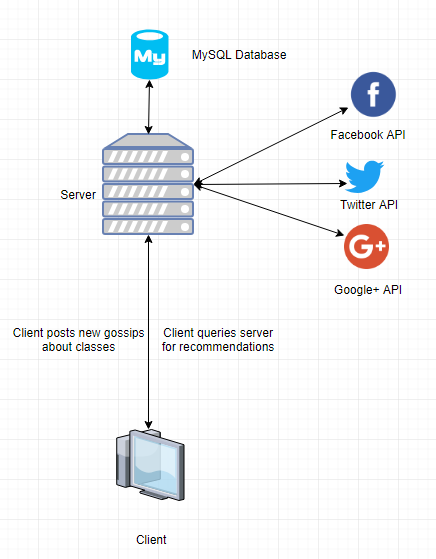 My
MySQL Database
f
Facebook API
Server
Twitter API
G+
Google+ API
Client posts new gossips
about classes
Client queries server
for recommendations
Client